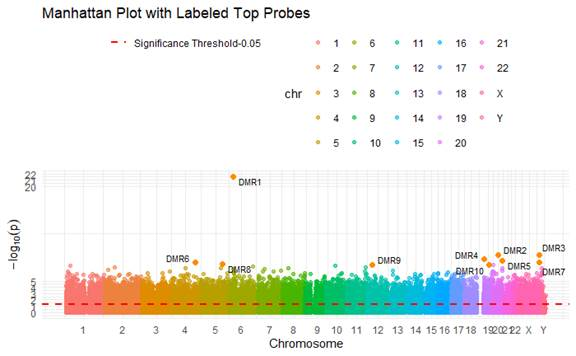 Manhattan Plot with Labeled Top Probes
Significance Threshold-0.05
chr
1 6 11 16 21
2 7 12 17 22
3 8 13 18 X
4 9 14 19 Y
5 10 15 20
22
21
20
DMR1
DMR2 DMR3
DMR6 DMR4
DMR9
DMR8 DMR5
DMR10 DMR7
5
0
−log₁₀(p)
1 2 3 4 5 6 7 8 9 10 11 12 13 14 15 16 17 18 19 20 21 22 X Y
Chromosome